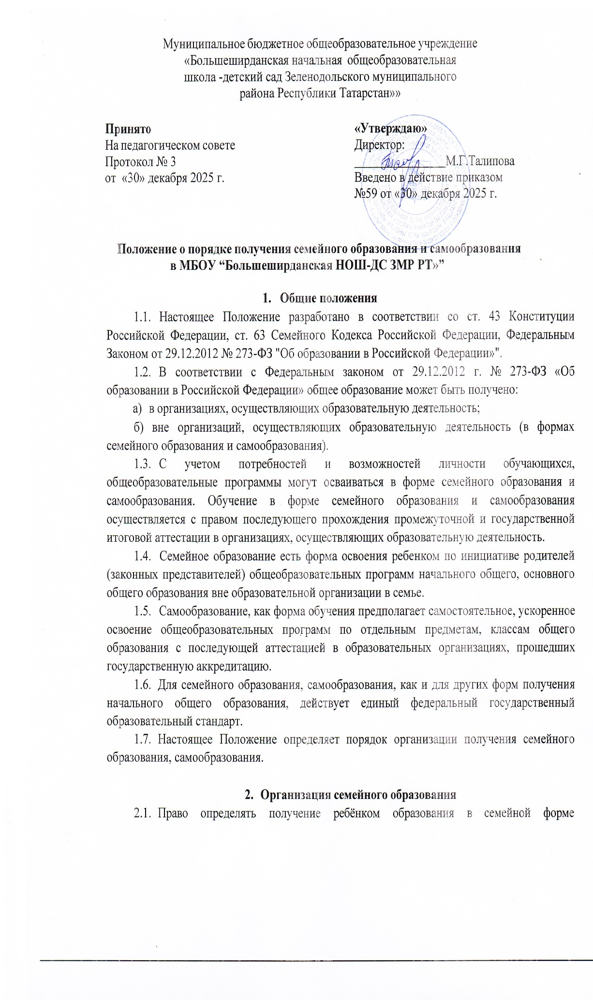 Муниципальное бюджетное общеобразовательное учреждение
«Большеширданская начальная общеобразовательная
школа -детский сад Зеленодольского муниципального
района Республики Татарстан»»
Принято
На педагогическом совете
Протокол № 3
от «30» декабря 2025 г.
«Утверждаю»
Директор:
______________М.Г.Талипова
Введено в действие приказом
№59 от «30» декабря 2025 г.
Положение о порядке получения семейного образования и самообразования
в МБОУ “Большеширданская НОШ-ДС ЗМР РТ»”
1. Общие положения
1.1. Настоящее Положение разработано в соответствии со ст. 43 Конституции
Российской Федерации, ст. 63 Семейного Кодекса Российской Федерации, Федеральным
Законом от 29.12.2012 № 273-ФЗ "Об образовании в Российской Федерации»".
1.2. В соответствии с Федеральным законом от 29.12.2012 г. № 273-ФЗ «Об
образовании в Российской Федерации» общее образование может быть получено:
а) в организациях, осуществляющих образовательную деятельность;
б) вне организаций, осуществляющих образовательную деятельность (в формах
семейного образования и самообразования).
1.3. С учетом потребностей и возможностей личности обучающихся,
общеобразовательные программы могут осваиваться в форме семейного образования и
самообразования. Обучение в форме семейного образования и самообразования
осуществляется с правом последующего прохождения промежуточной и государственной
итоговой аттестации в организациях, осуществляющих образовательную деятельность.
1.4. Семейное образование есть форма освоения ребенком по инициативе родителей
(законных представителей) общеобразовательных программ начального общего, основного
общего образования вне образовательной организации в семье.
1.5. Самообразование, как форма обучения предполагает самостоятельное, ускоренное
освоение общеобразовательных программ по отдельным предметам, классам общего
образования с последующей аттестацией в образовательных организациях, прошедших
государственную аккредитацию.
1.6. Для семейного образования, самообразования, как и для других форм получения
начального общего образования, действует единый федеральный государственный
образовательный стандарт.
1.7. Настоящее Положение определяет порядок организации получения семейного
образования, самообразования.
2. Организация семейного образования
2.1. Право определять получение ребёнком образования в семейной форме